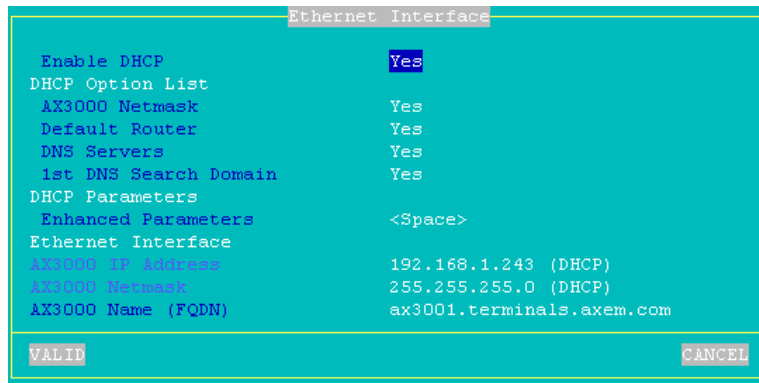 Ethernet Interface
Enable DHCP Yes
DHCP Option List
AX3000 Netmask Yes
Default Router Yes
DNS Servers Yes
1st DNS Search Domain Yes
DHCP Parameters
Enhanced Parameters <Space>
Ethernet Interface
AX3000 IP Address 192.168.1.243 (DHCP)
AX3000 Netmask 255.255.255.0 (DHCP)
AX3000 Name (FQDN) ax3001.terminals.axem.com
VALID CANCEL